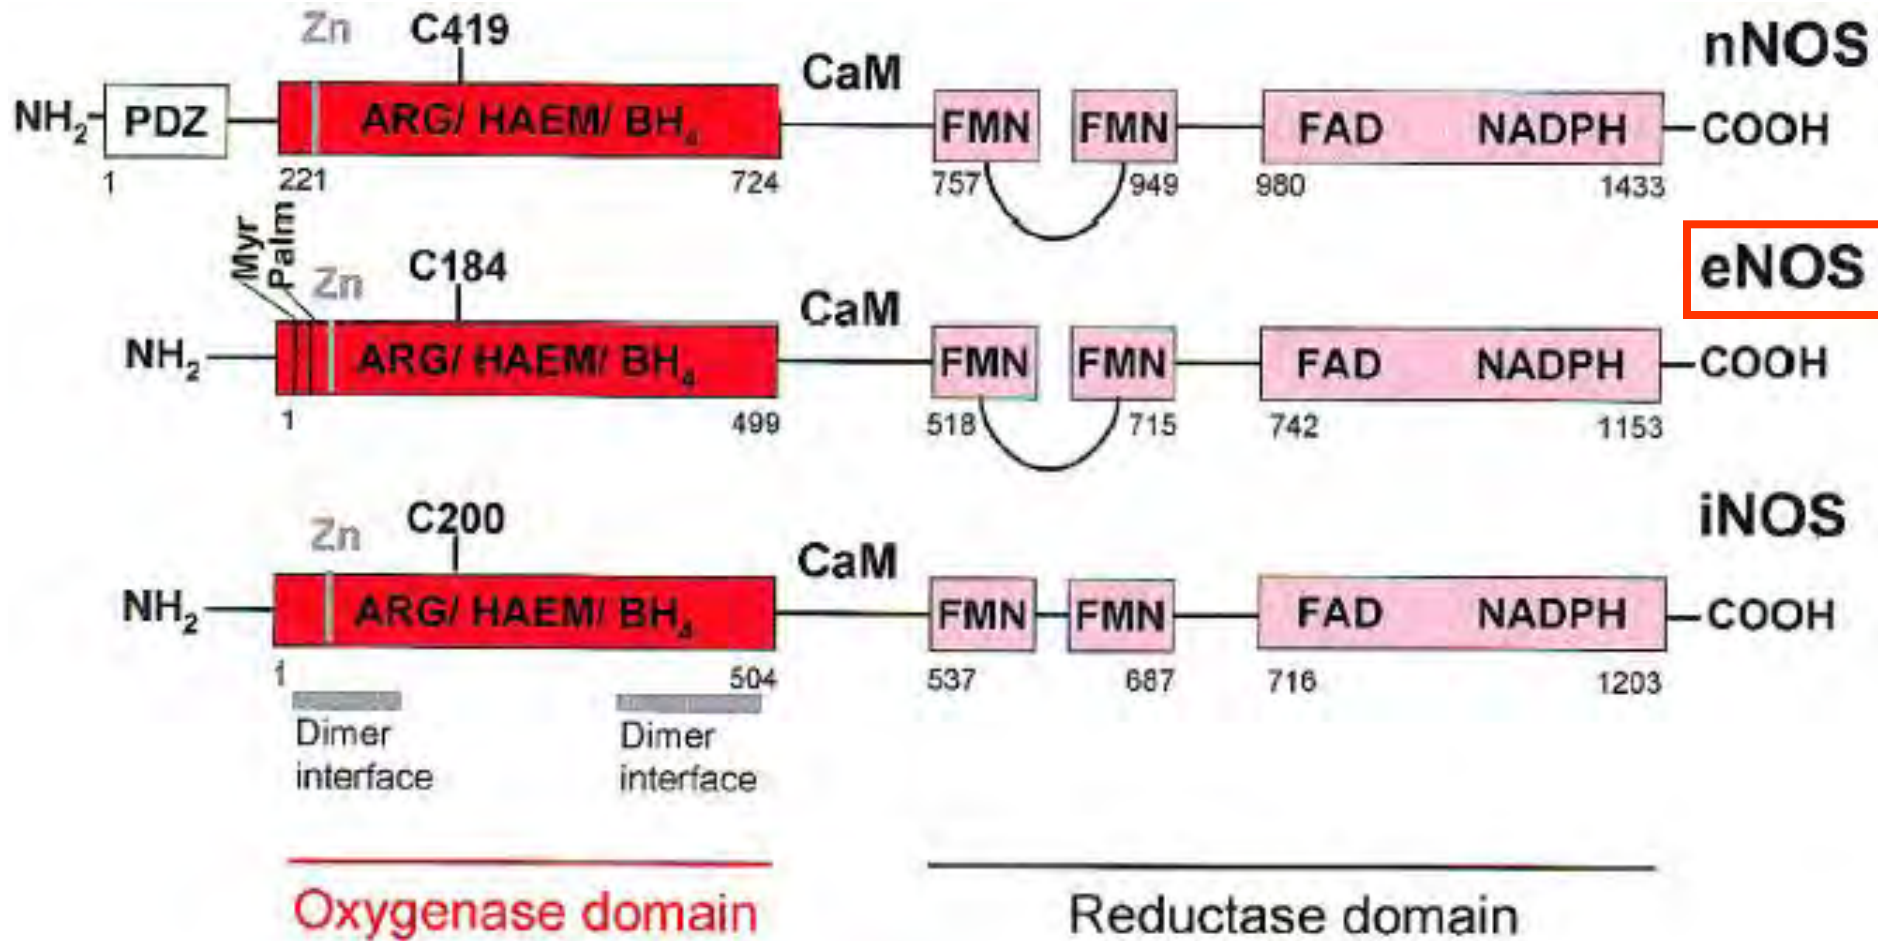 Zn C419 nNOS
CaM
NH₂ PDZ ARG/ HAEM/ BH₄ FMN FMN FAD NADPH COOH
1 221 724 757 949 980 1433
Myr
Palm
Zn C184 eNOS
CaM
NH₂ ARG/ HAEM/ BH₄ FMN FMN FAD NADPH COOH
1 499 518 715 742 1153
Zn C200 iNOS
CaM
NH₂ ARG/ HAEM/ BH₄ FMN FMN FAD NADPH COOH
1 504 537 687 716 1203
Dimer interface
Dimer interface
Oxygenase domain Reductase domain